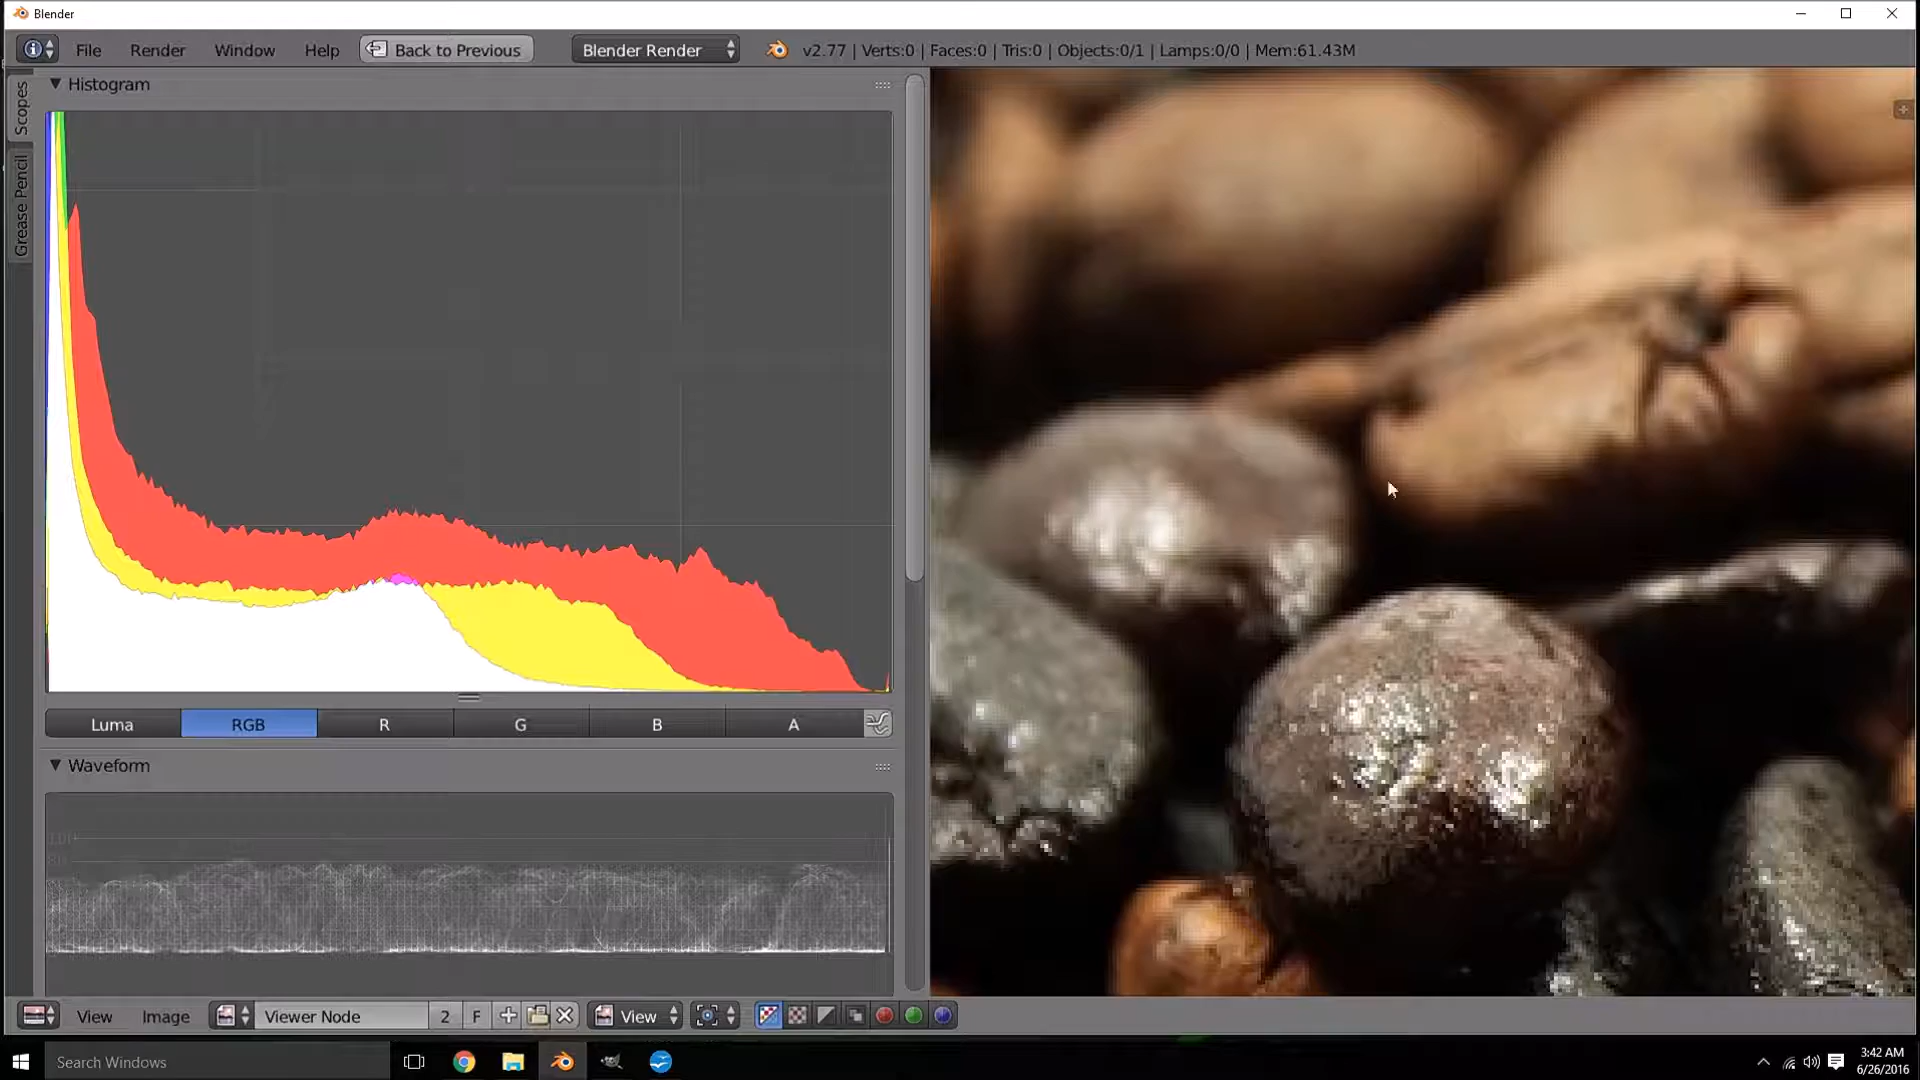 Blender
File Render Window Help Back to Previous Blender Render v2.77 | Verts:0 | Faces:0 | Tris:0 | Objects:0/1 | Lamps:0/0 | Mem:61.43M
Scopes
Grease Pencil
Histogram
Luma RGB R G B A
Waveform
View Image Viewer Node 2 F View
Search Windows
3:42 AM
6/26/2016